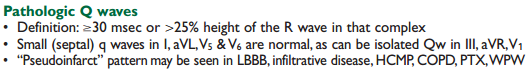 Pathologic Q waves
• Definition: ≥30 msec or >25% height of the R wave in that complex
• Small (septal) q waves in I, aVL, V5 & V6 are normal, as can be isolated Qw in III, aVR, V1
• "Pseudoinfarct" pattern may be seen in LBBB, infiltrative disease, HCMP, COPD, PTX, WPW